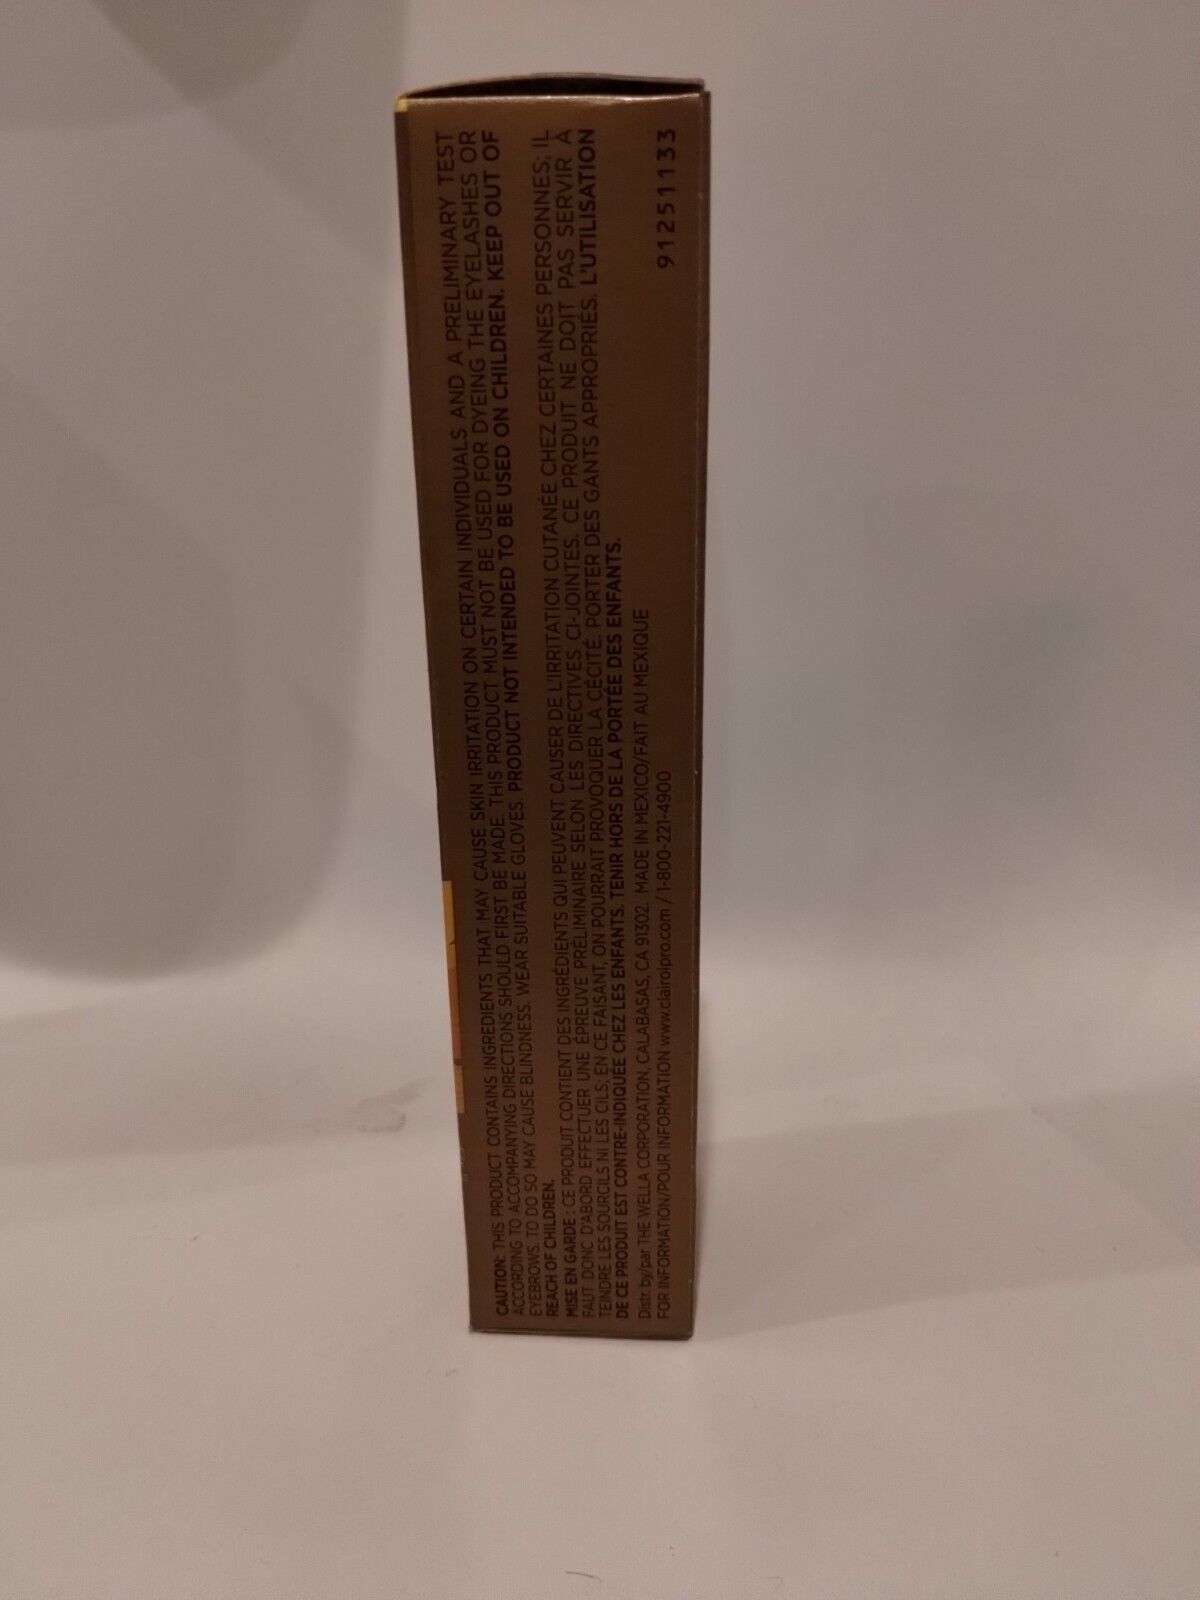 CAUTION: THIS PRODUCT CONTAINS INGREDIENTS THAT MAY CAUSE SKIN IRRITATION ON CERTAIN INDIVIDUALS AND A PRELIMINARY TEST
ACCORDING TO ACCOMPANYING DIRECTIONS SHOULD FIRST BE MADE. THIS PRODUCT MUST NOT BE USED FOR DYEING THE EYELASHES OR
EYEBROWS. TO DO SO MAY CAUSE BLINDNESS. WEAR SUITABLE GLOVES. PRODUCT NOT INTENDED TO BE USED ON CHILDREN. KEEP OUT OF
REACH OF CHILDREN.
MISE EN GARDE : CE PRODUIT CONTIENT DES INGRÉDIENTS QUI PEUVENT CAUSER DE L'IRRITATION CUTANÉE CHEZ CERTAINES PERSONNES; IL
FAUT DONC D'ABORD EFFECTUER UNE ÉPREUVE PRÉLIMINAIRE SELON LES DIRECTIVES CI-JOINTES. CE PRODUIT NE DOIT PAS SERVIR À
TEINDRE LES SOURCILS NI LES CILS; EN CE FAISANT, ON POURRAIT PROVOQUER LA CÉCITÉ. PORTER DES GANTS APPROPRIÉS. L'UTILISATION
DE CE PRODUIT EST CONTRE-INDIQUÉE CHEZ LES ENFANTS. TENIR HORS DE LA PORTÉE DES ENFANTS.
Distr. by/par THE WELLA CORPORATION, CALABASAS, CA 91302. MADE IN MEXICO/FAIT AU MEXIQUE
FOR INFORMATION/POUR INFORMATION www.clairolpro.com / 1-800-221-4900
91251133